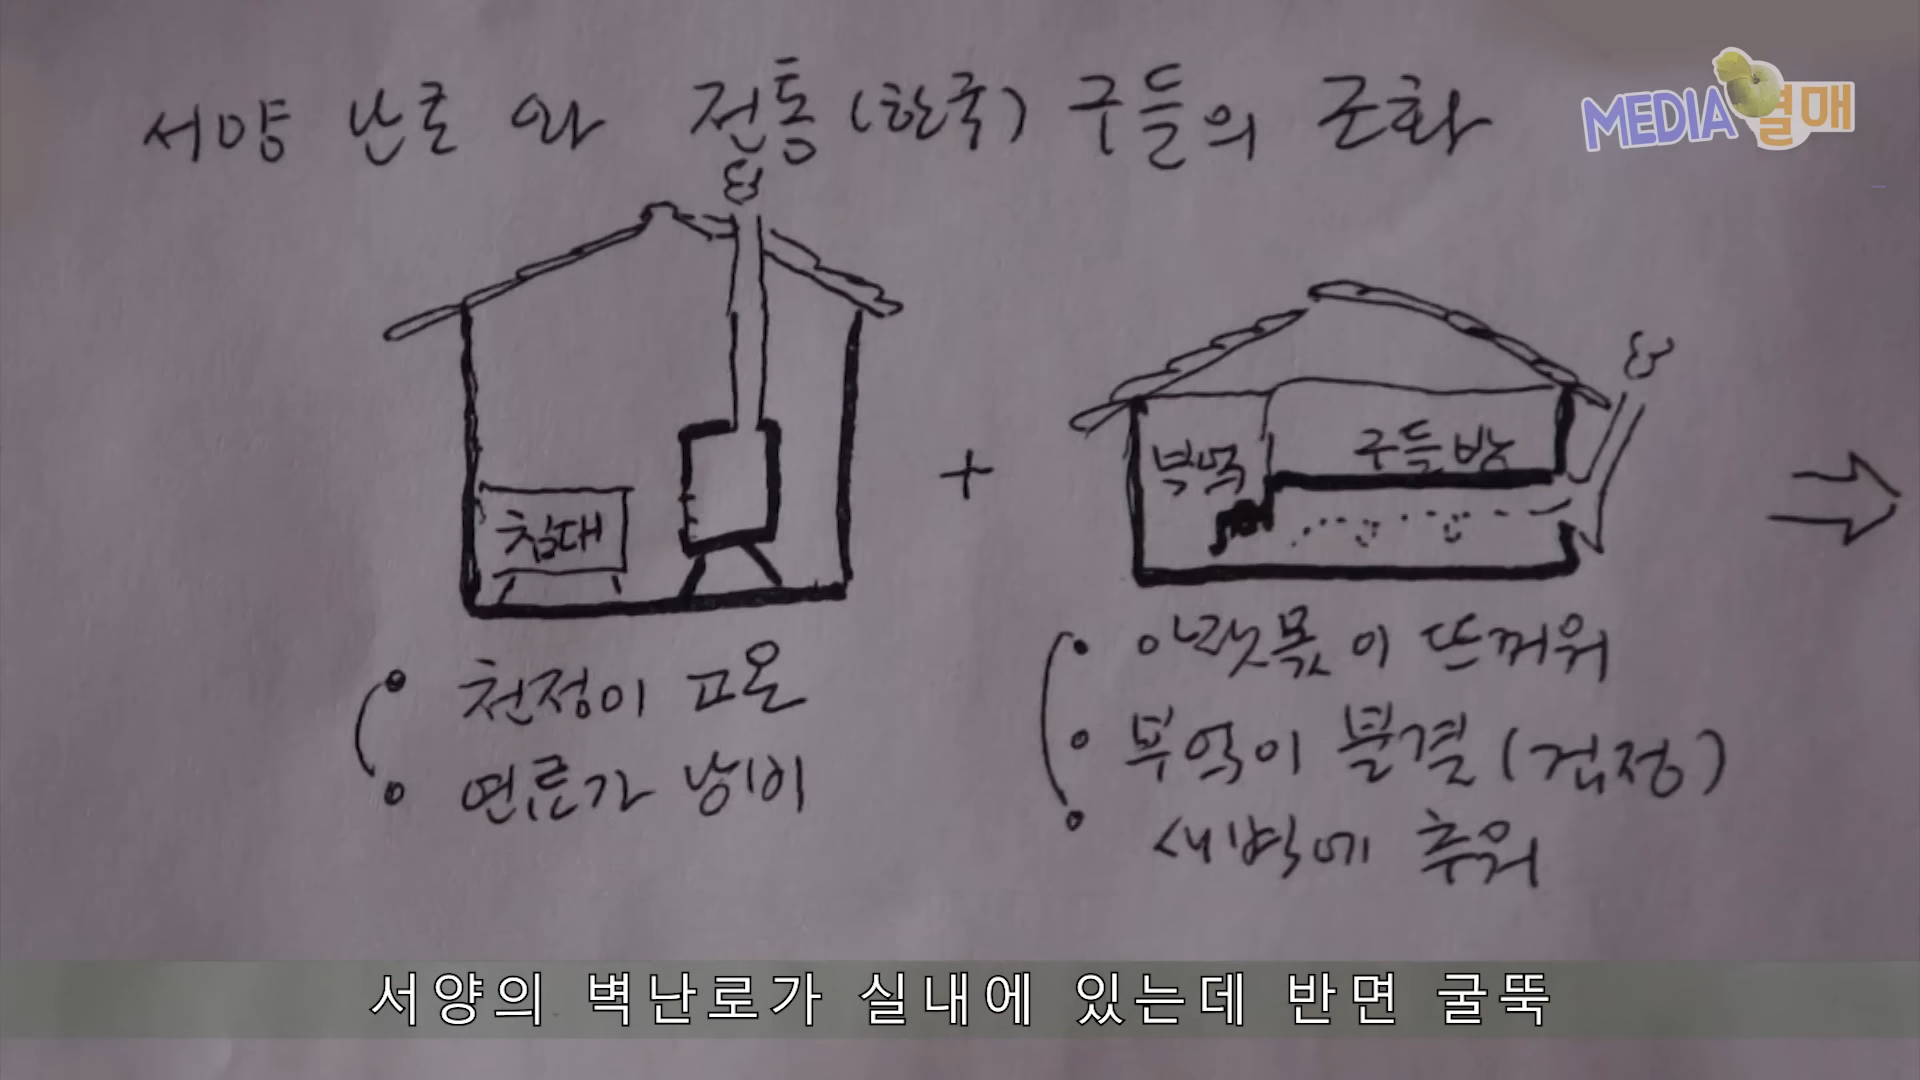 서양 난로 와 전통 (한국) 구들의 조화
MEDIA 열매
침대
+
부엌
구들방
• 천정이 고온
• 연료가 낭비
• 아랫목이 뜨꺼워
• 부엌이 불결 (검정)
• 새벽에 추워
서양의 벽난로가 실내에 있는데 반면 굴뚝